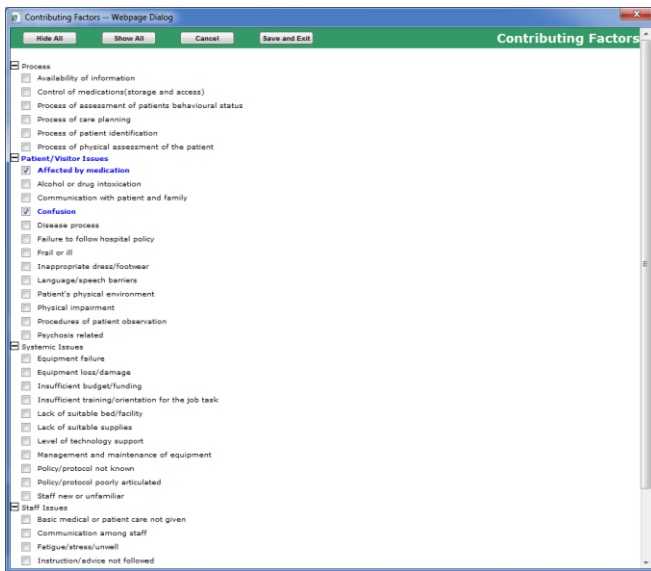 Contributing Factors -- Webpage Dialog
Hide All Show All Cancel Save and Exit Contributing Factors
Process
Availability of information
Control of medications(storage and access)
Process of assessment of patients behavioural status
Process of care planning
Process of patient identification
Process of physical assessment of the patient
Patient/Visitor Issues
Affected by medication
Alcohol or drug intoxication
Communication with patient and family
Confusion
Disease process
Failure to follow hospital policy
Frail or ill
Inappropriate dress/footwear
Language/speech barriers
Patient's physical environment
Physical impairment
Procedures of patient observation
Psychosis related
Systemic Issues
Equipment failure
Equipment loss/damage
Insufficient budget/funding
Insufficient training/orientation for the job task
Lack of suitable bed/facility
Lack of suitable supplies
Level of technology support
Management and maintenance of equipment
Policy/protocol not known
Policy/protocol poorly articulated
Staff new or unfamiliar
Staff Issues
Basic medical or patient care not given
Communication among staff
Fatigue/stress/unwell
Instruction/advice not followed